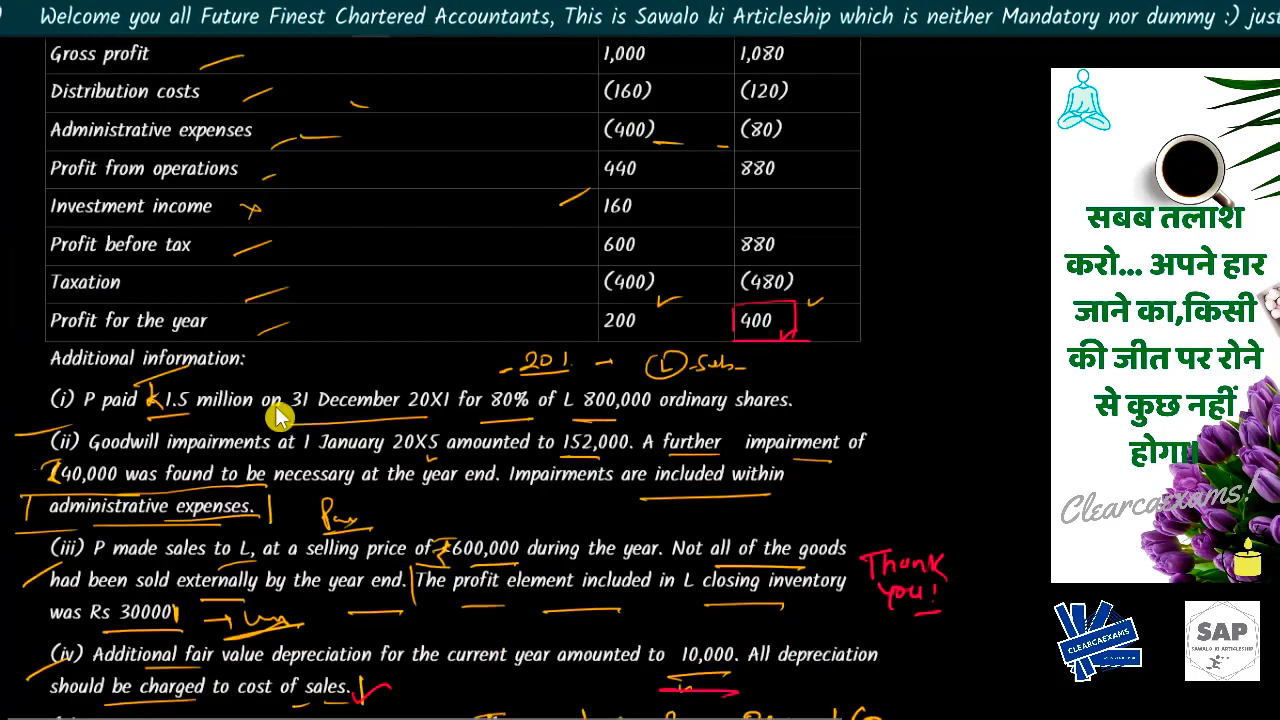 Welcome you all Future Finest Chartered Accountants, This is Sawalo ki Articleship which is neither Mandatory nor dummy :) just
Gross profit 1,000 1,080
Distribution costs (160) (120)
Administrative expenses (400) (80)
Profit from operations 440 880
Investment income 160
Profit before tax 600 880
Taxation (400) (480)
Profit for the year 200 400
Additional information:
(i) P paid 1.5 million on 31 December 20X1 for 80% of L 800,000 ordinary shares.
(ii) Goodwill impairments at 1 January 20X5 amounted to 152,000. A further impairment of
40,000 was found to be necessary at the year end. Impairments are included within
administrative expenses.
(iii) P made sales to L, at a selling price of 600,000 during the year. Not all of the goods
had been sold externally by the year end. The profit element included in L closing inventory
was Rs 30000
(iv) Additional fair value depreciation for the current year amounted to 10,000. All depreciation
should be charged to cost of sales.
Thank
you!
सबब तलाश
करो... अपने हार
जाने का,किसी
की जीत पर रोने
से कुछ नहीं
होगा॥
Clearcaexams!
CLEARCAEXAMS
SAP
SAWALO KI ARTICLESHIP